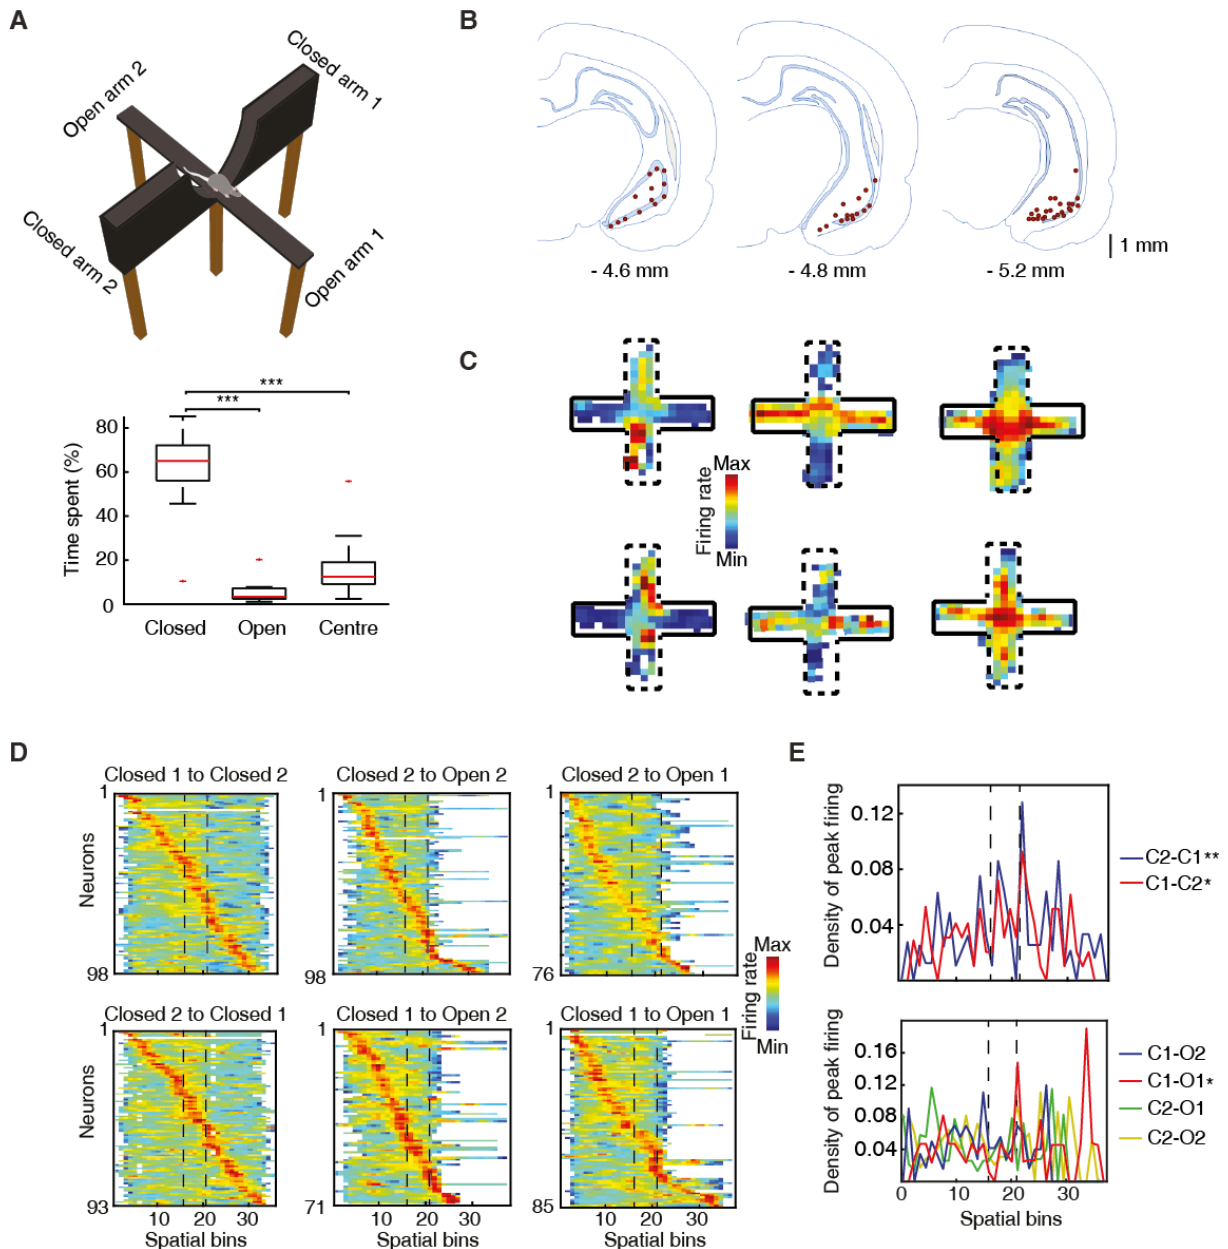 A
Open arm 2
Closed arm 1
Closed arm 2
Open arm 1
***
***
Time spent (%)
80
60
40
20
0
Closed
Open
Centre
B
- 4.6 mm
- 4.8 mm
- 5.2 mm
1 mm
C
Firing rate
Max
Min
D
Closed 1 to Closed 2
Closed 2 to Open 2
Closed 2 to Open 1
1
1
1
Neurons
98
98
76
10
20
30
Max
Firing rate
Min
Closed 2 to Closed 1
Closed 1 to Open 2
Closed 1 to Open 1
1
1
1
Neurons
93
71
85
10 20 30
10 20 30
10 20 30
Spatial bins
Spatial bins
Spatial bins
E
Density of peak firing
0.12
0.08
0.04
C2-C1**
C1-C2*
Density of peak firing
0.16
0.12
0.08
0.04
0 10 20 30
Spatial bins
C1-O2
C1-O1*
C2-O1
C2-O2